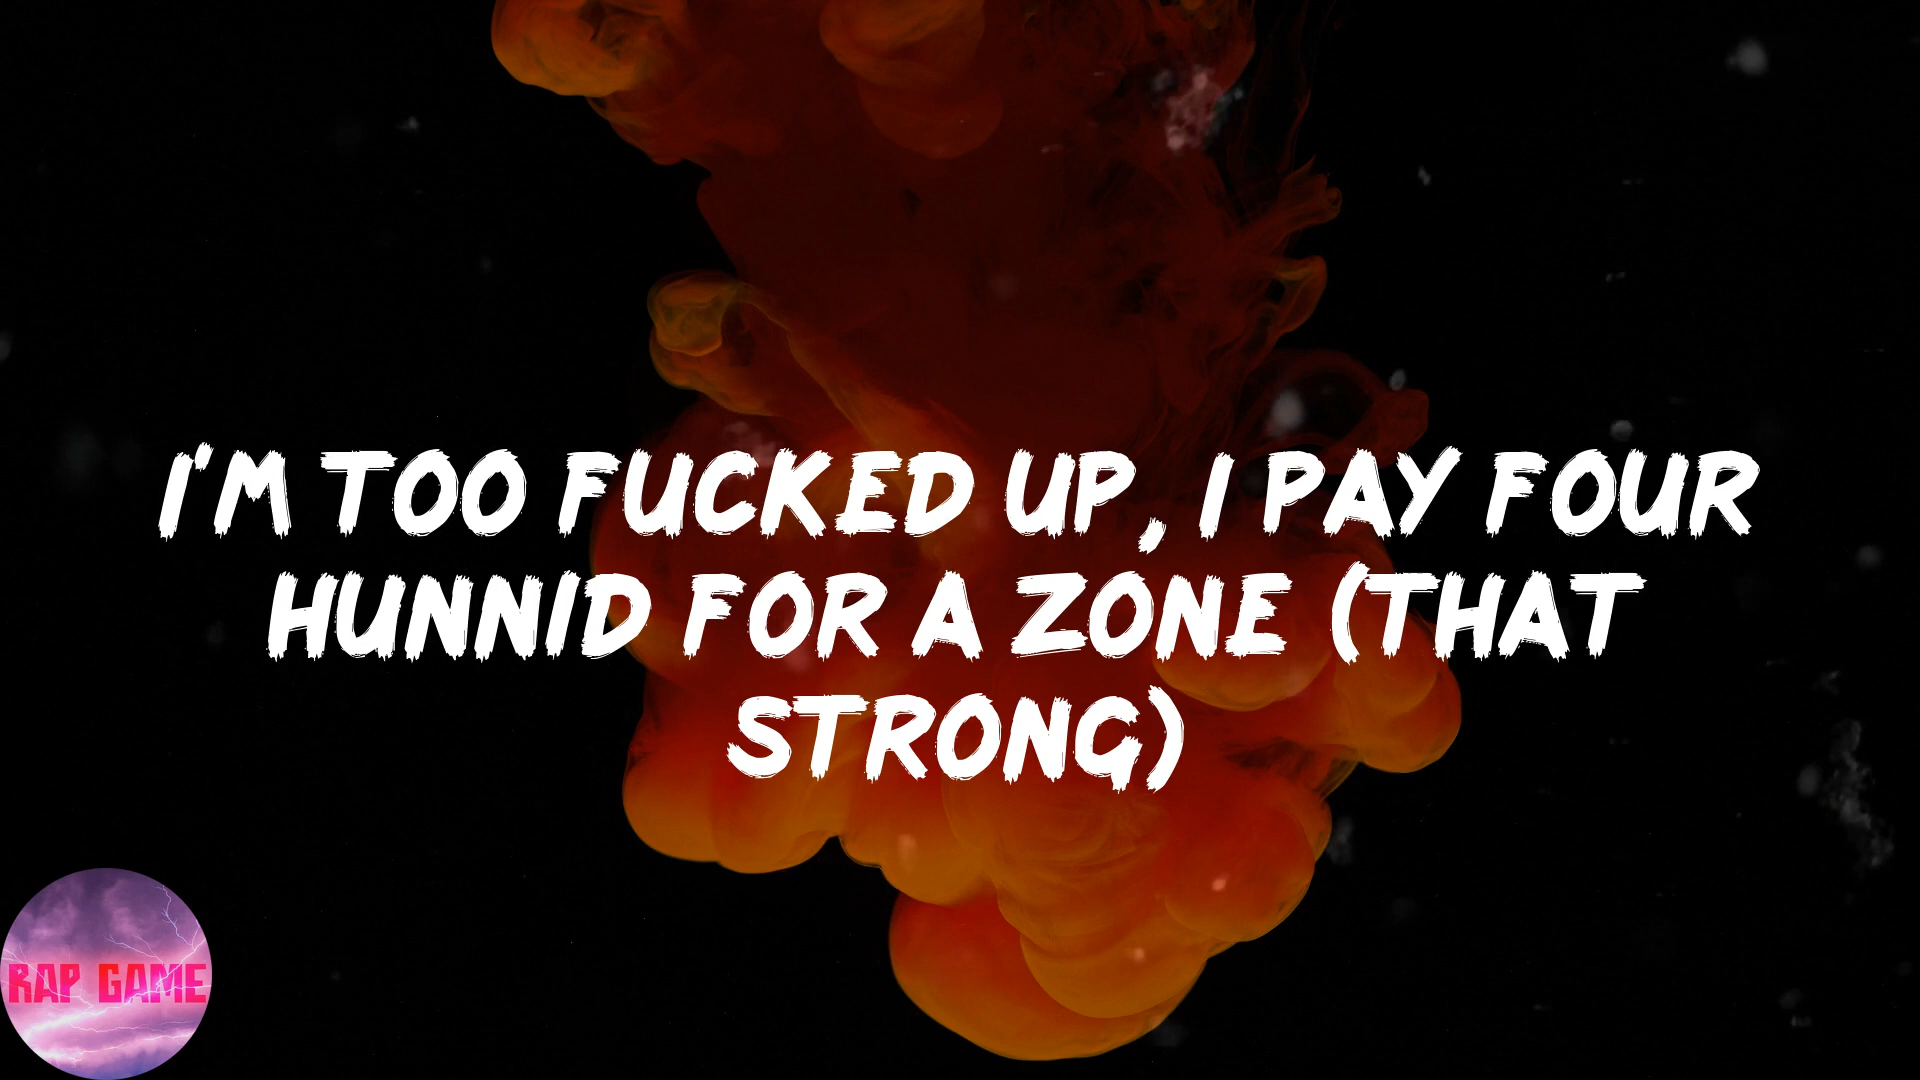 I'M TOO FUCKED UP, I PAY FOUR
HUNNID FOR A ZONE (THAT
STRONG)
RAP GAME